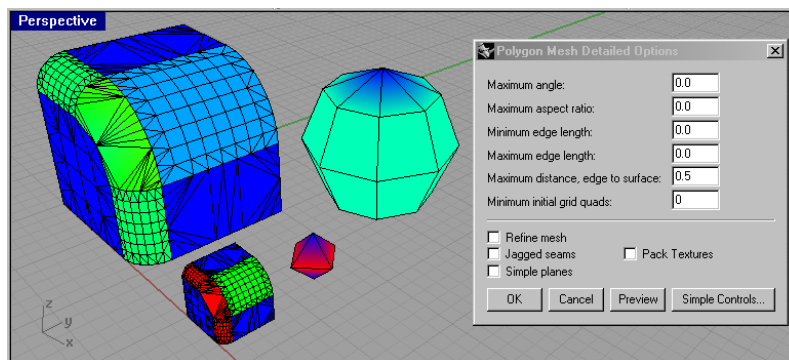 Perspective
Polygon Mesh Detailed Options
Maximum angle: 0.0
Maximum aspect ratio: 0.0
Minimum edge length: 0.0
Maximum edge length: 0.0
Maximum distance, edge to surface: 0.5
Minimum initial grid quads: 0
Refine mesh
Jagged seams Pack Textures
Simple planes
OK Cancel Preview Simple Controls...
z
y
x